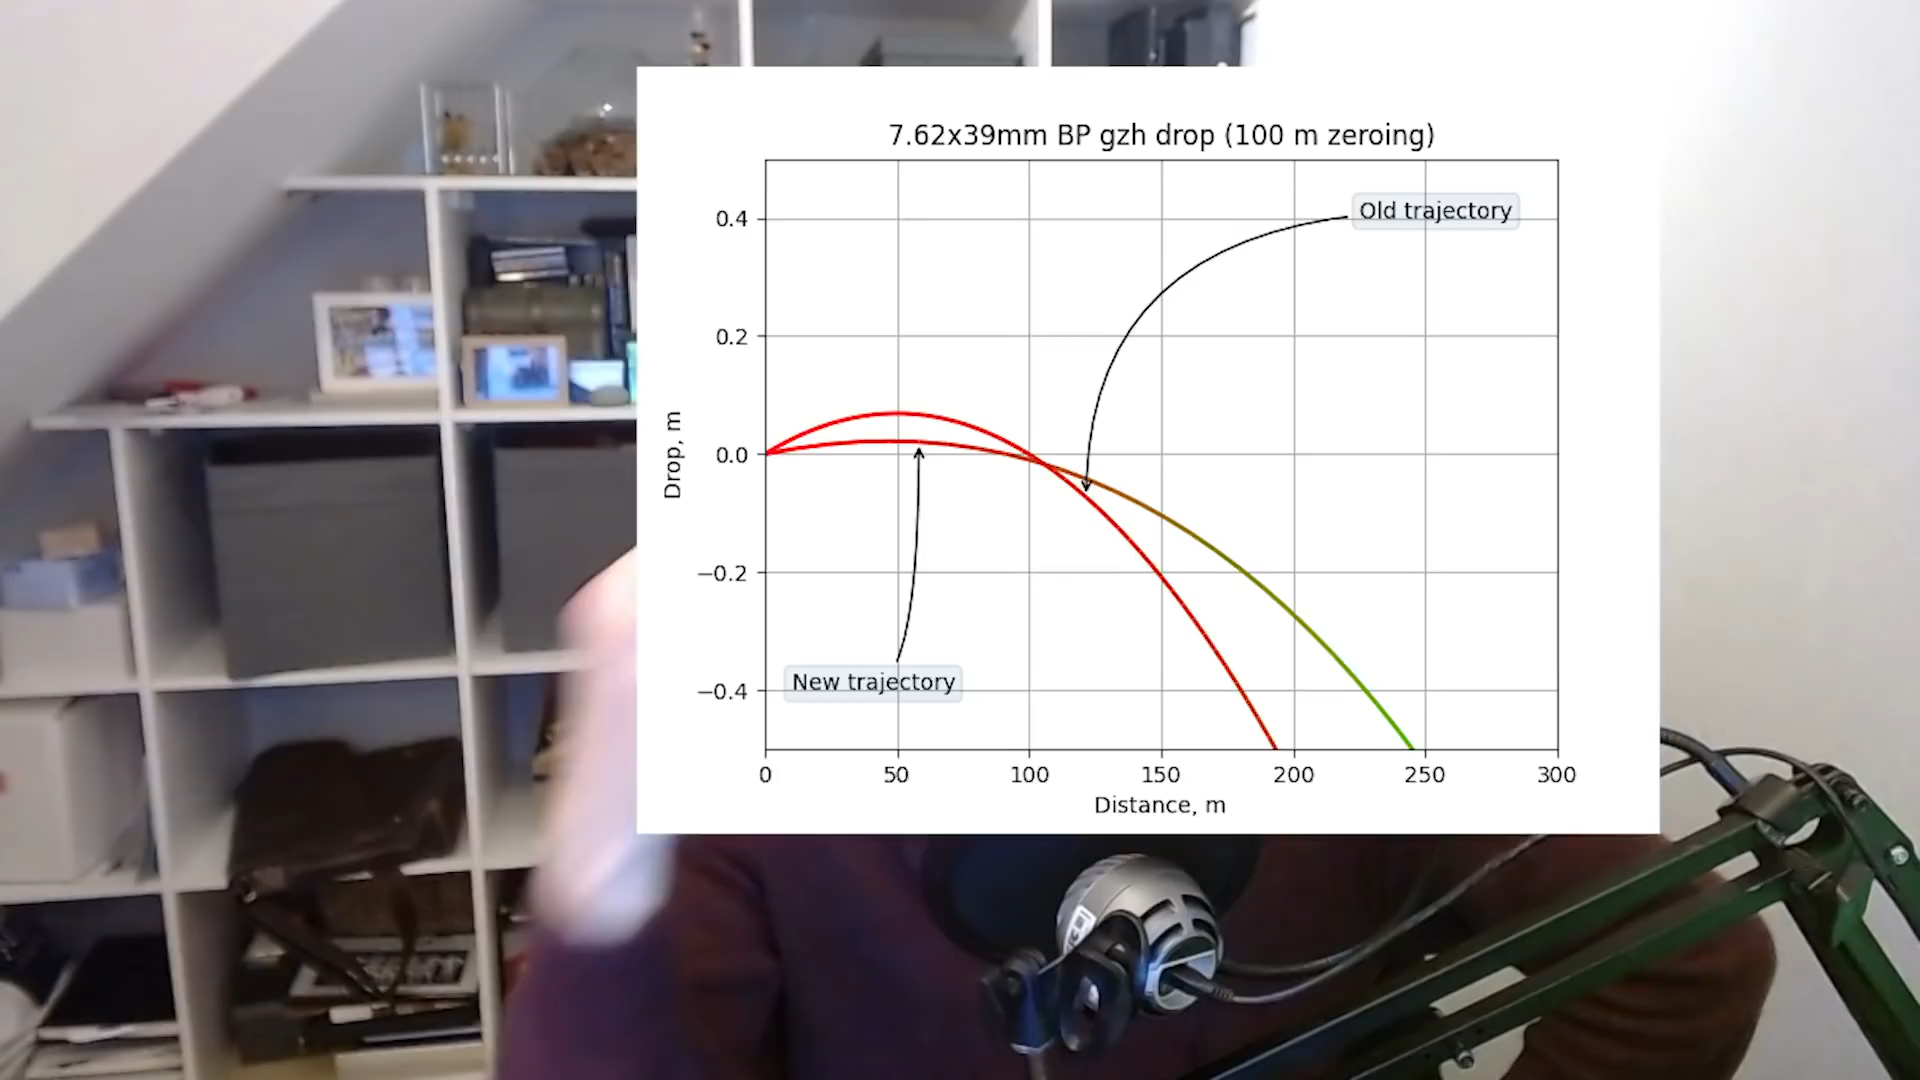 7.62x39mm BP gzh drop (100 m zeroing)
Old trajectory
0.4
0.2
0.0
−0.2
−0.4
Drop, m
New trajectory
0 50 100 150 200 250 300
Distance, m